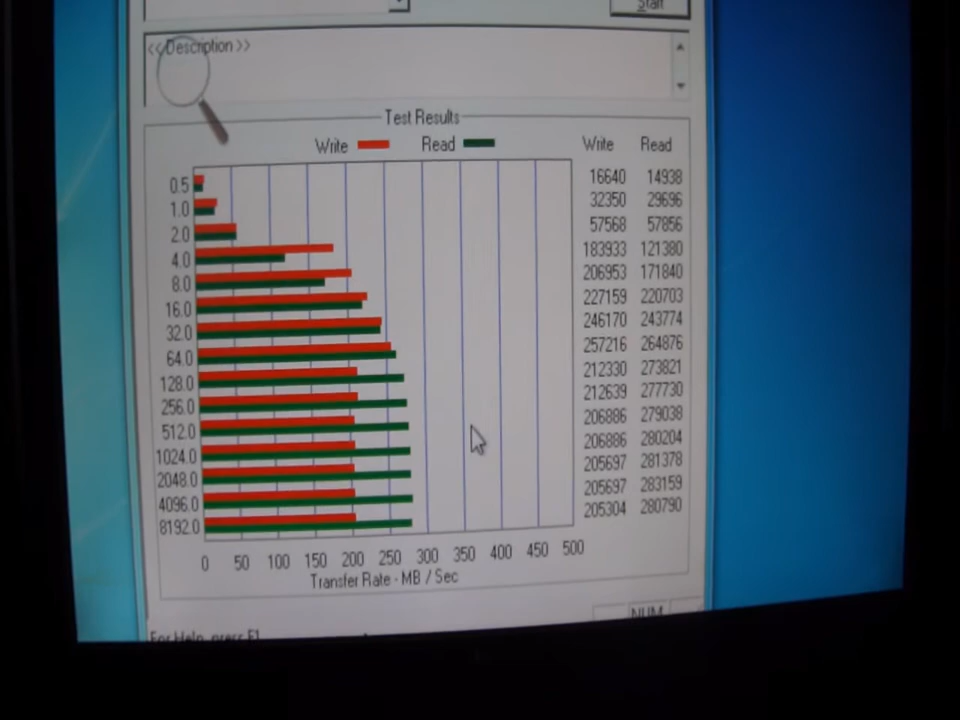 Start
<< Description >>
Test Results
Write Read Write Read
0.5 16640 14938
1.0 32350 29696
2.0 57568 57856
4.0 183933 121380
8.0 206953 171840
16.0 227159 220703
32.0 246170 243774
64.0 257216 264876
128.0 212330 273821
256.0 212639 277730
512.0 206886 279038
1024.0 206886 280204
2048.0 205697 281378
4096.0 205697 283159
8192.0 205304 280790
0 50 100 150 200 250 300 350 400 450 500
Transfer Rate - MB / Sec
For Help, press F1 NUM